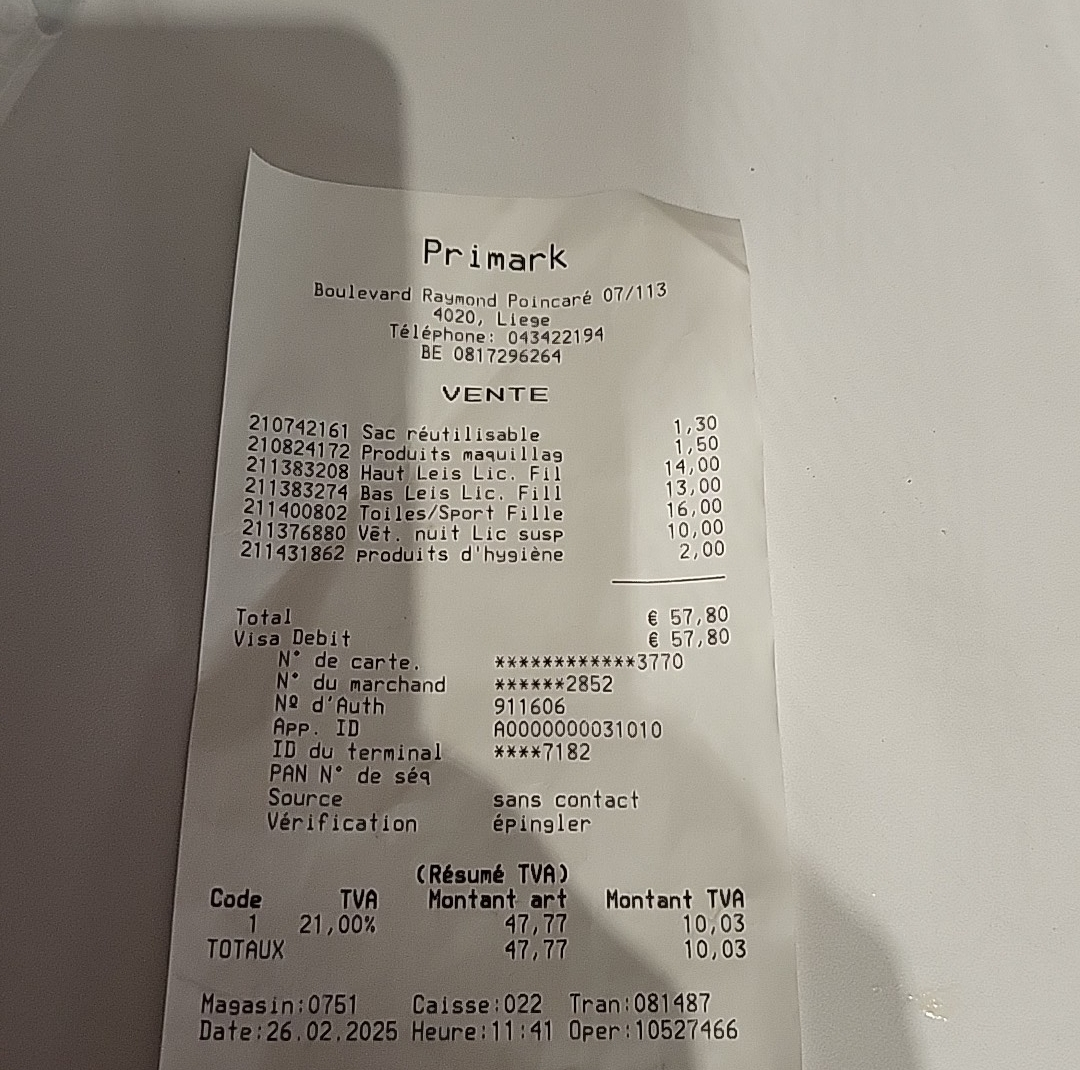 Primark
Boulevard Raymond Poincaré 07/113
4020, Liege
Téléphone: 043422194
BE 0817296264
VENTE
210742161 Sac réutilisable 1,30
210824172 Produits maquillag 1,50
211383208 Haut Leis Lic. Fil 14,00
211383274 Bas Leis Lic. Fill 13,00
211400802 Toiles/Sport Fille 16,00
211376880 Vêt. nuit Lic susp 10,00
211431862 produits d'hygiène 2,00
Total € 57,80
Visa Debit € 57,80
N° de carte. ************3770
N° du marchand ******2852
Nº d'Auth 911606
App. ID A0000000031010
ID du terminal ****7182
PAN N° de séq
Source sans contact
Vérification épingler
(Résumé TVA)
Code TVA Montant art Montant TVA
1 21,00% 47,77 10,03
TOTAUX 47,77 10,03
Magasin:0751 Caisse:022 Tran:081487
Date:26.02.2025 Heure:11:41 Oper:10527466